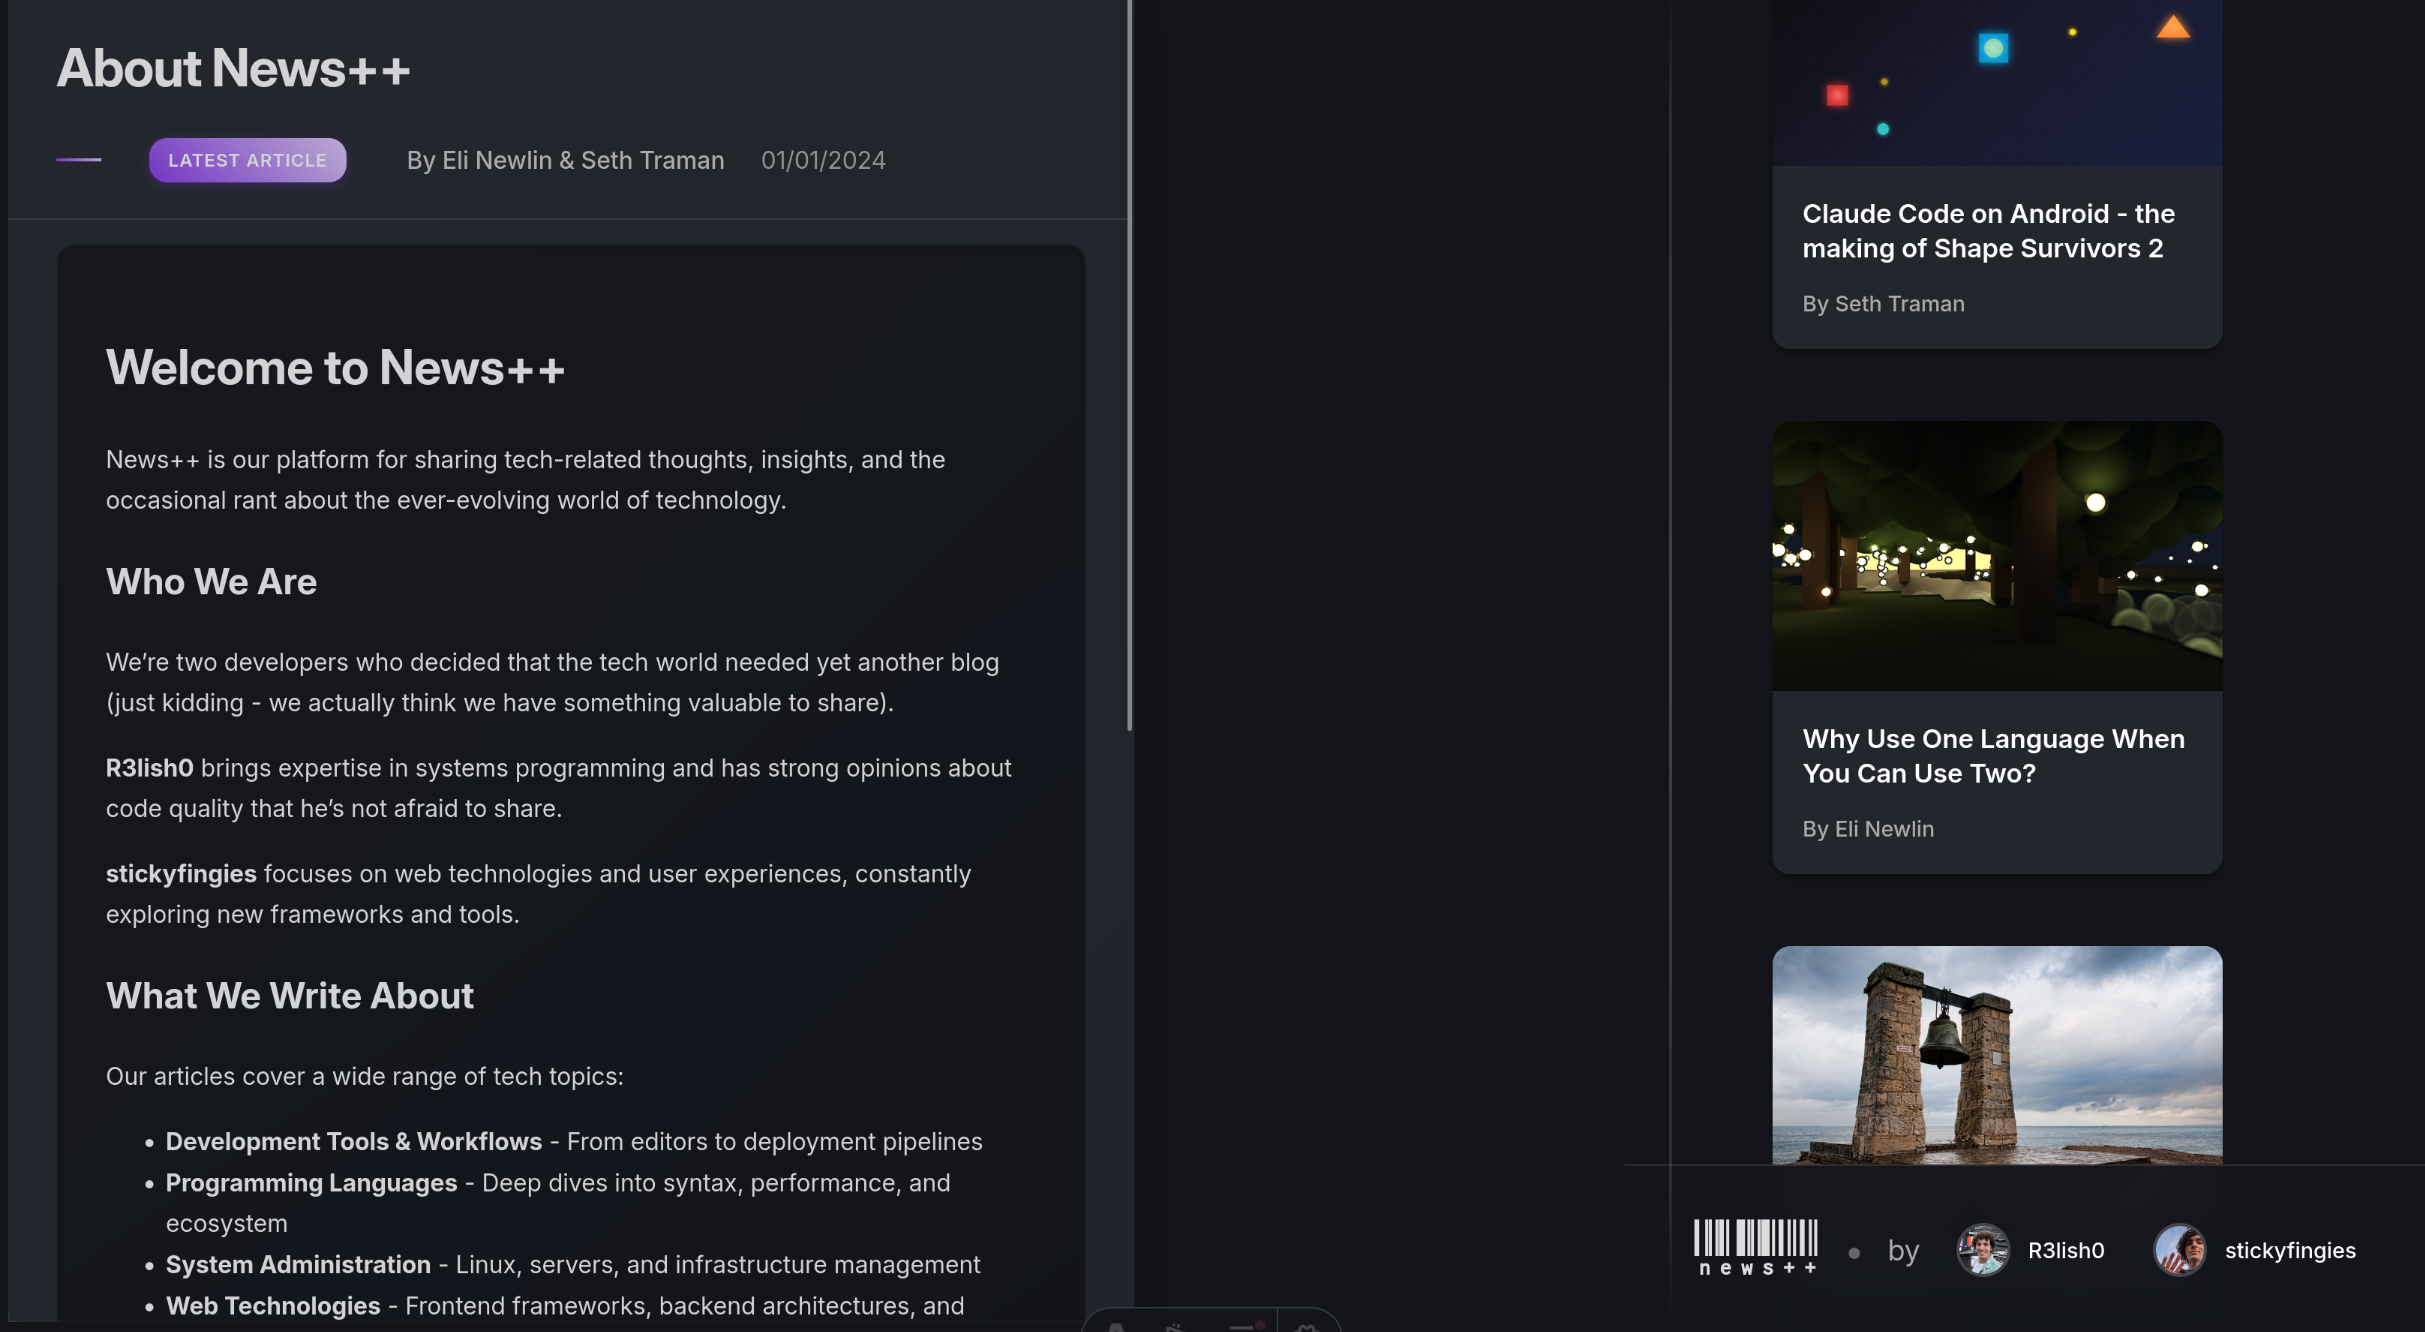 About News++
LATEST ARTICLE
By Eli Newlin & Seth Traman
01/01/2024
Welcome to News++
News++ is our platform for sharing tech-related thoughts, insights, and the
occasional rant about the ever-evolving world of technology.
Who We Are
We’re two developers who decided that the tech world needed yet another blog
(just kidding - we actually think we have something valuable to share).
R3lish0 brings expertise in systems programming and has strong opinions about
code quality that he’s not afraid to share.
stickyfingies focuses on web technologies and user experiences, constantly
exploring new frameworks and tools.
What We Write About
Our articles cover a wide range of tech topics:
• Development Tools & Workflows - From editors to deployment pipelines
• Programming Languages - Deep dives into syntax, performance, and
ecosystem
• System Administration - Linux, servers, and infrastructure management
• Web Technologies - Frontend frameworks, backend architectures, and
Claude Code on Android - the
making of Shape Survivors 2
By Seth Traman
Why Use One Language When
You Can Use Two?
By Eli Newlin
news++
• by
R3lish0
stickyfingies